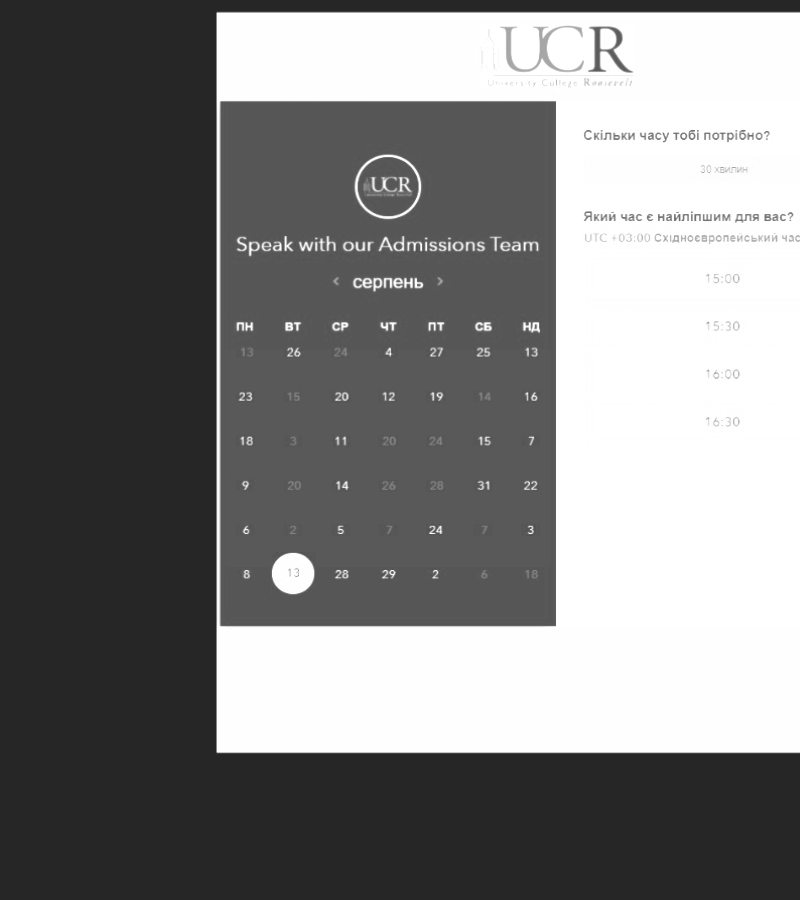 UCR
University College Roosevelt
UCR
Speak with our Admissions Team
< серпень >
ПН ВТ СР ЧТ ПТ СБ НД
13 26 24 4 27 25 13
23 15 20 12 19 14 16
18 3 11 20 24 15 7
9 20 14 26 28 31 22
6 2 5 7 24 7 3
8 13 28 29 2 6 18
Скільки часу тобі потрібно?
30 хвилин
Який час є найліпшим для вас?
UTC +03:00 Східноєвропейський час
15:00
15:30
16:00
16:30